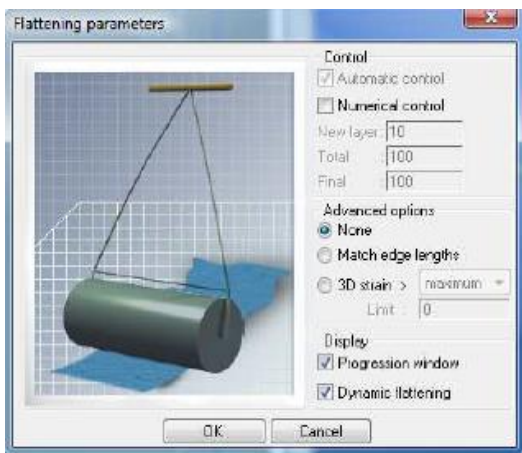 Flattening parameters
Control
Automatic control
Numerical control
New layer: 10
Total : 100
Final : 100
Advanced options
None
Match edge lengths
3D strain > maximum
Limit : 0
Display
Progression window
Dynamic flattening
OK Cancel